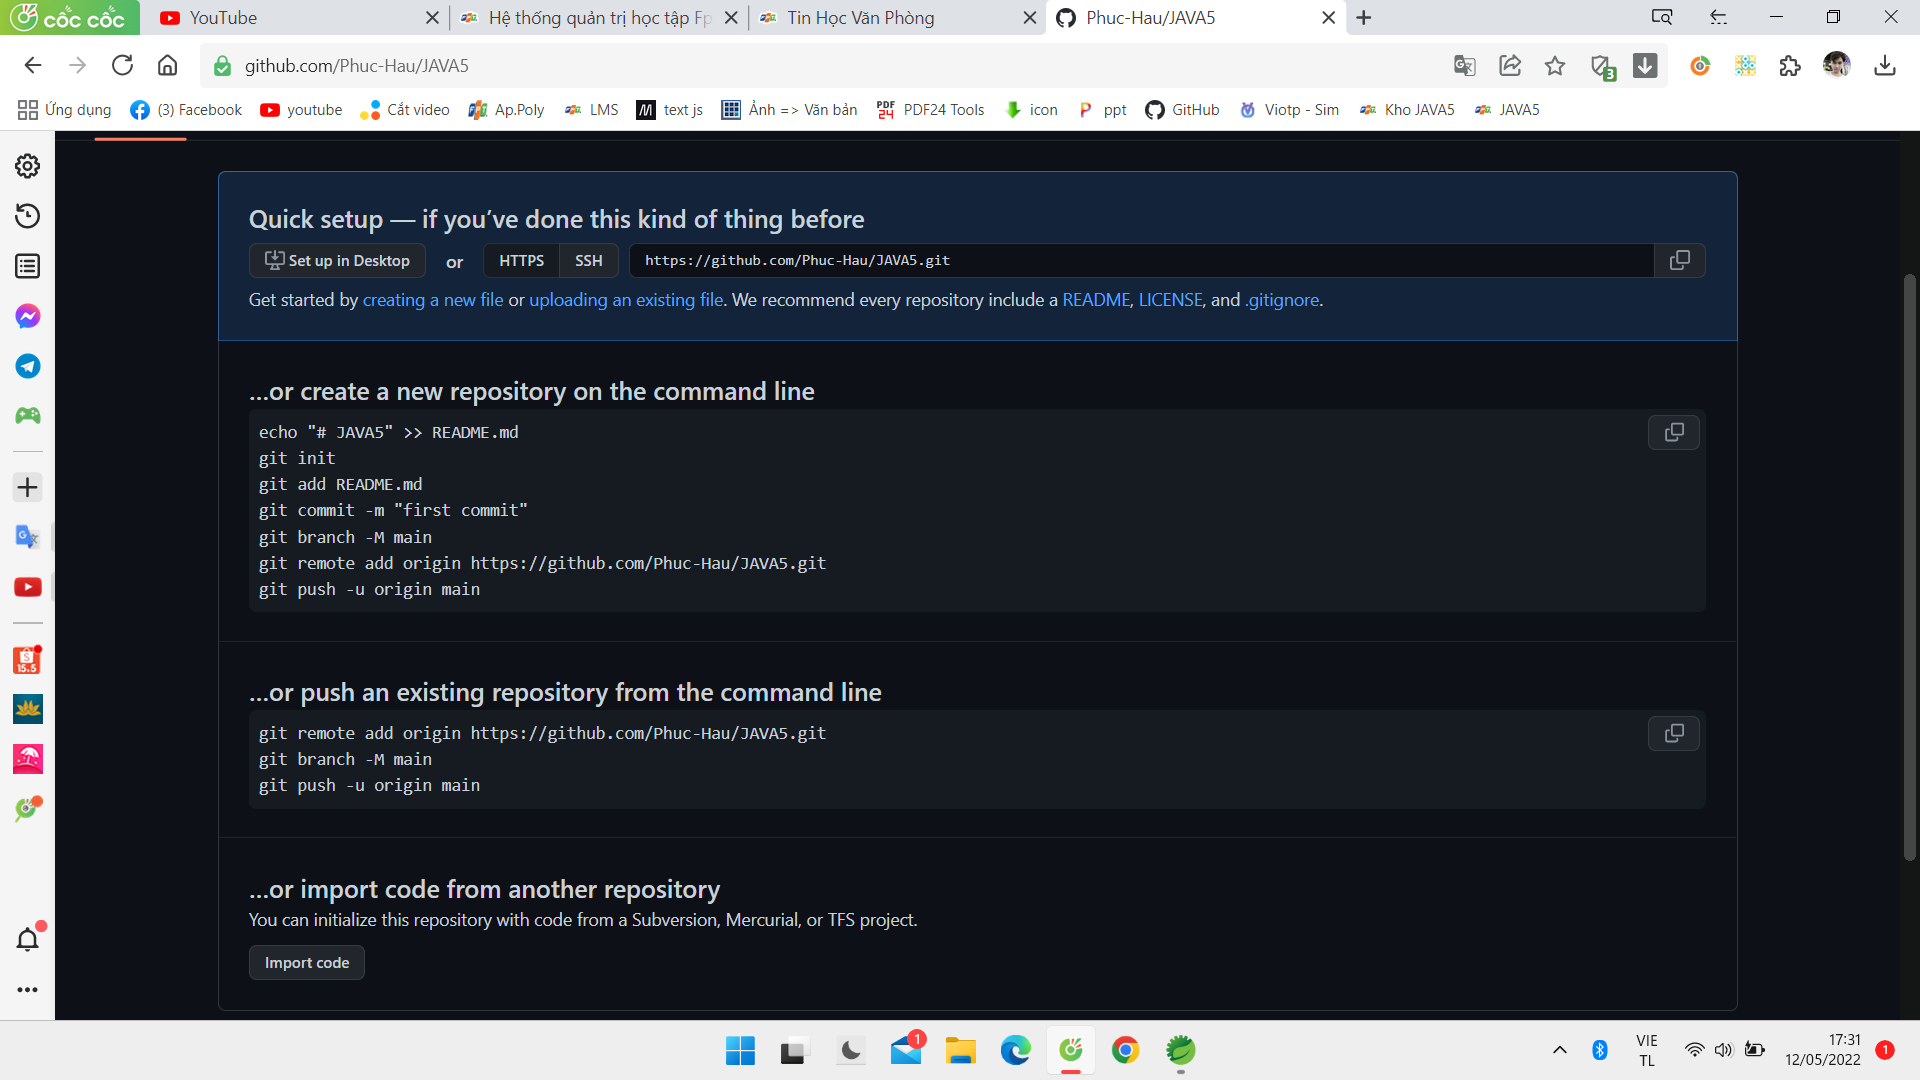 cốc cốc
YouTube
Hệ thống quản trị học tập Fp
Tin Học Văn Phòng
Phuc-Hau/JAVA5
github.com/Phuc-Hau/JAVA5
3
Ứng dụng
(3) Facebook
youtube
Cắt video
Ap.Poly
LMS
text js
Ảnh => Văn bản
PDF24 Tools
icon
ppt
GitHub
Viotp - Sim
Kho JAVA5
JAVA5
Quick setup — if you’ve done this kind of thing before
Set up in Desktop or HTTPS SSH https://github.com/Phuc-Hau/JAVA5.git
Get started by creating a new file or uploading an existing file. We recommend every repository include a README, LICENSE, and .gitignore.
…or create a new repository on the command line
echo "# JAVA5" >> README.md
git init
git add README.md
git commit -m "first commit"
git branch -M main
git remote add origin https://github.com/Phuc-Hau/JAVA5.git
git push -u origin main
…or push an existing repository from the command line
git remote add origin https://github.com/Phuc-Hau/JAVA5.git
git branch -M main
git push -u origin main
…or import code from another repository
You can initialize this repository with code from a Subversion, Mercurial, or TFS project.
Import code
15.5
1
VIE
TL
17:31
12/05/2022
1